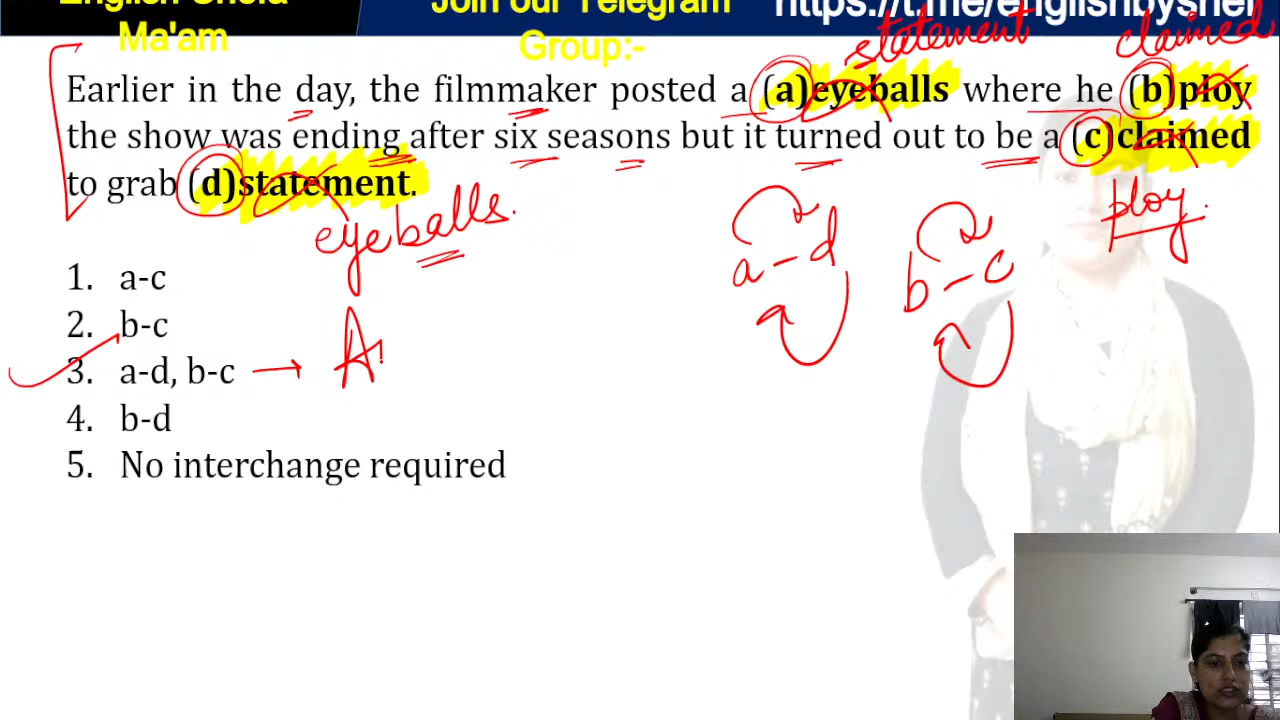 Join our Telegram https://t.me/englishbysher
Ma'am Group:-
statement claimed
Earlier in the day, the filmmaker posted a (a)eyeballs where he (b)ploy
the show was ending after six seasons but it turned out to be a (c)claimed
to grab (d)statement.
eyeballs. ploy.
a-d b-c
1. a-c
2. b-c
3. a-d, b-c → A
4. b-d
5. No interchange required